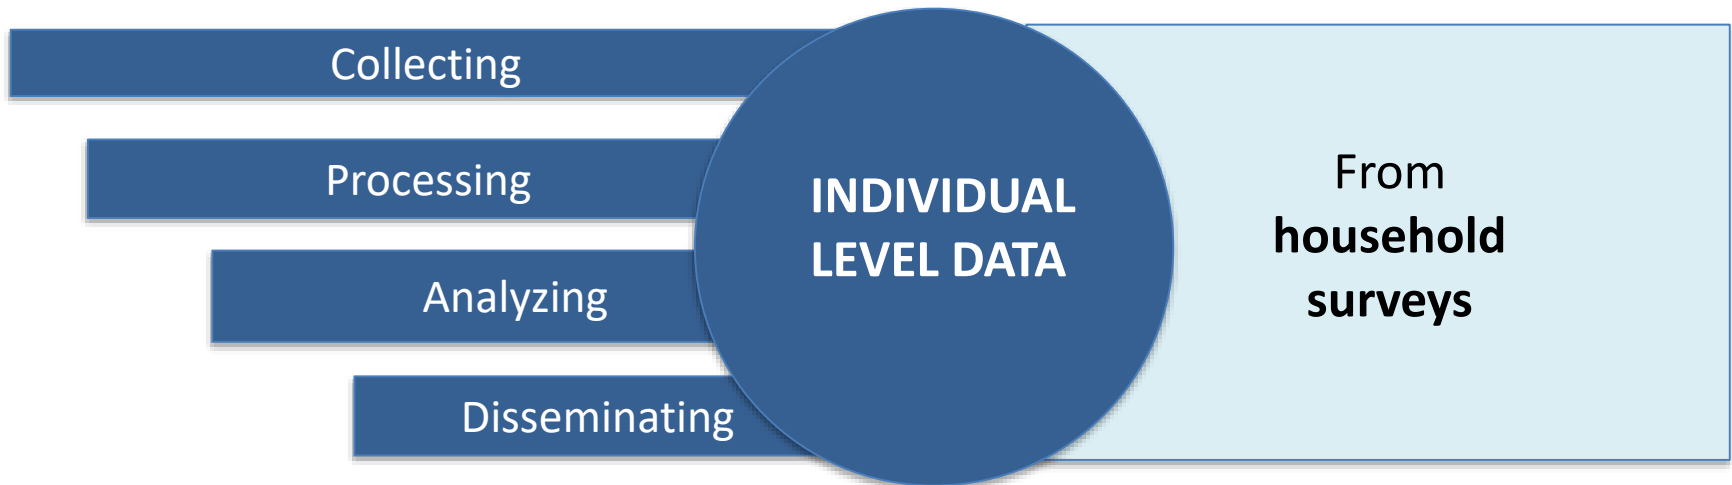 Collecting
Processing
Analyzing
Disseminating
INDIVIDUAL
LEVEL DATA
From
household
surveys